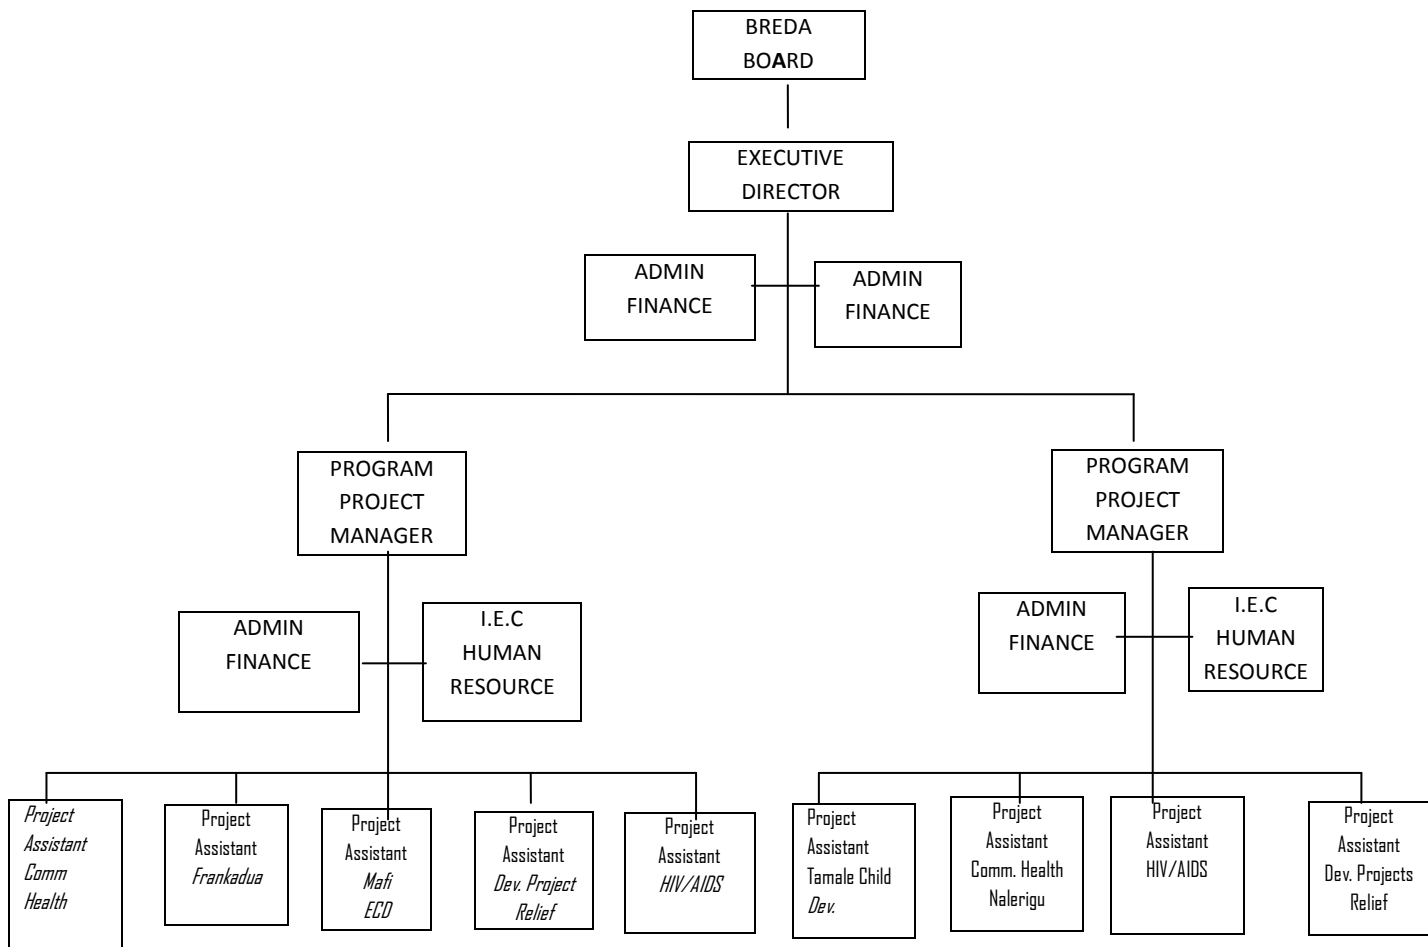 BREDA
BOARD
EXECUTIVE
DIRECTOR
ADMIN
FINANCE
ADMIN
FINANCE
PROGRAM
PROJECT
MANAGER
PROGRAM
PROJECT
MANAGER
ADMIN
FINANCE
I.E.C
HUMAN
RESOURCE
ADMIN
FINANCE
I.E.C
HUMAN
RESOURCE
Project
Assistant
Comm
Health
Project
Assistant
Frankadua
Project
Assistant
Mafi
ECD
Project
Assistant
Dev. Project
Relief
Project
Assistant
HIV/AIDS
Project
Assistant
Tamale Child
Dev.
Project
Assistant
Comm. Health
Nalerigu
Project
Assistant
HIV/AIDS
Project
Assistant
Dev. Projects
Relief